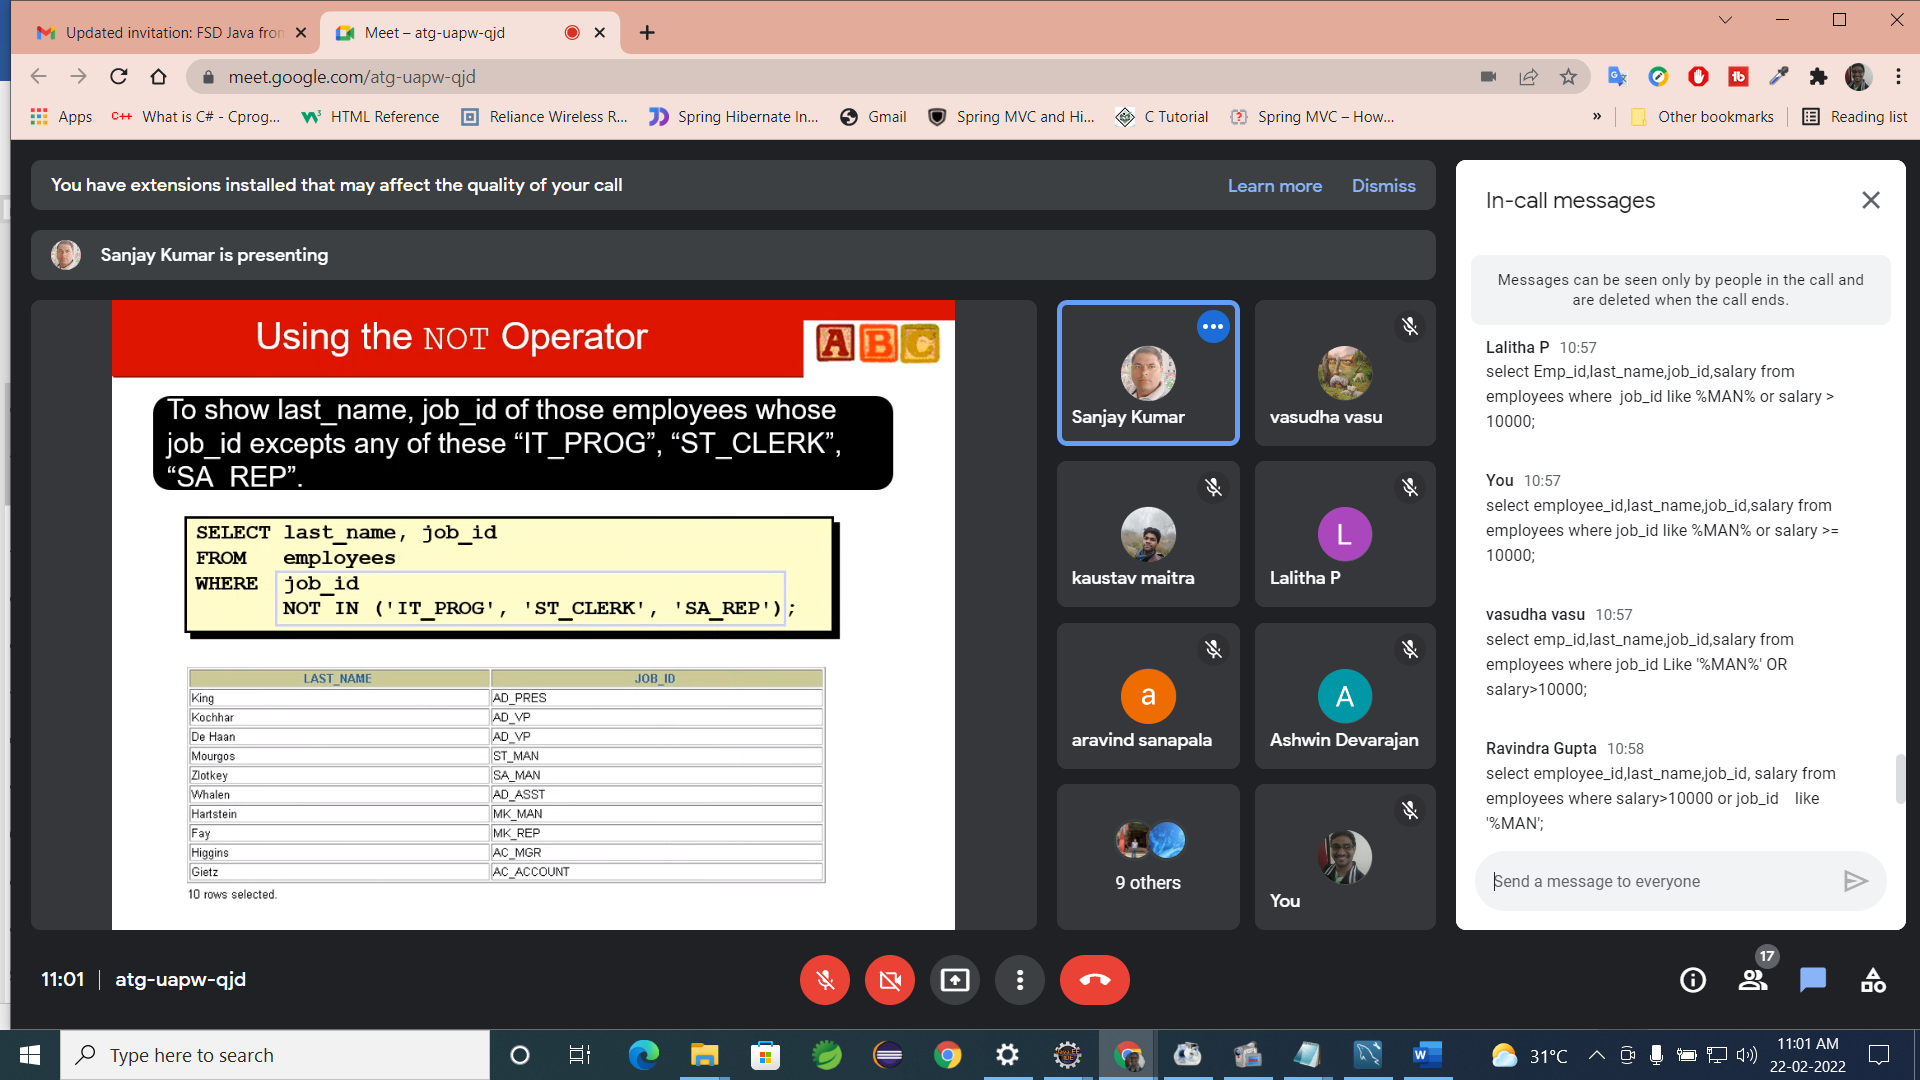 Updated invitation: FSD Java fron
Meet – atg-uapw-qjd
meet.google.com/atg-uapw-qjd
Apps
C++ What is C# - Cprog...
HTML Reference
Reliance Wireless R...
Spring Hibernate In...
Gmail
Spring MVC and Hi...
C Tutorial
Spring MVC – How...
»
Other bookmarks
Reading list
You have extensions installed that may affect the quality of your call
Learn more
Dismiss
Sanjay Kumar is presenting
Using the NOT Operator
A B C
To show last_name, job_id of those employees whose
job_id excepts any of these “IT_PROG”, “ST_CLERK”,
“SA_REP”.
SELECT last_name, job_id
FROM employees
WHERE job_id
NOT IN ('IT_PROG', 'ST_CLERK', 'SA_REP');
LAST_NAME JOB_ID
King AD_PRES
Kochhar AD_VP
De Haan AD_VP
Mourgos ST_MAN
Zlotkey SA_MAN
Whalen AD_ASST
Hartstein MK_MAN
Fay MK_REP
Higgins AC_MGR
Gietz AC_ACCOUNT
10 rows selected.
Sanjay Kumar
vasudha vasu
kaustav maitra
L
Lalitha P
a
aravind sanapala
A
Ashwin Devarajan
9 others
You
In-call messages
Messages can be seen only by people in the call and
are deleted when the call ends.
Lalitha P 10:57
select Emp_id,last_name,job_id,salary from
employees where job_id like %MAN% or salary >
10000;
You 10:57
select employee_id,last_name,job_id,salary from
employees where job_id like %MAN% or salary >=
10000;
vasudha vasu 10:57
select emp_id,last_name,job_id,salary from
employees where job_id Like '%MAN%' OR
salary>10000;
Ravindra Gupta 10:58
select employee_id,last_name,job_id, salary from
employees where salary>10000 or job_id like
'%MAN';
Send a message to everyone
11:01 | atg-uapw-qjd
17
Type here to search
31°C
11:01 AM
22-02-2022